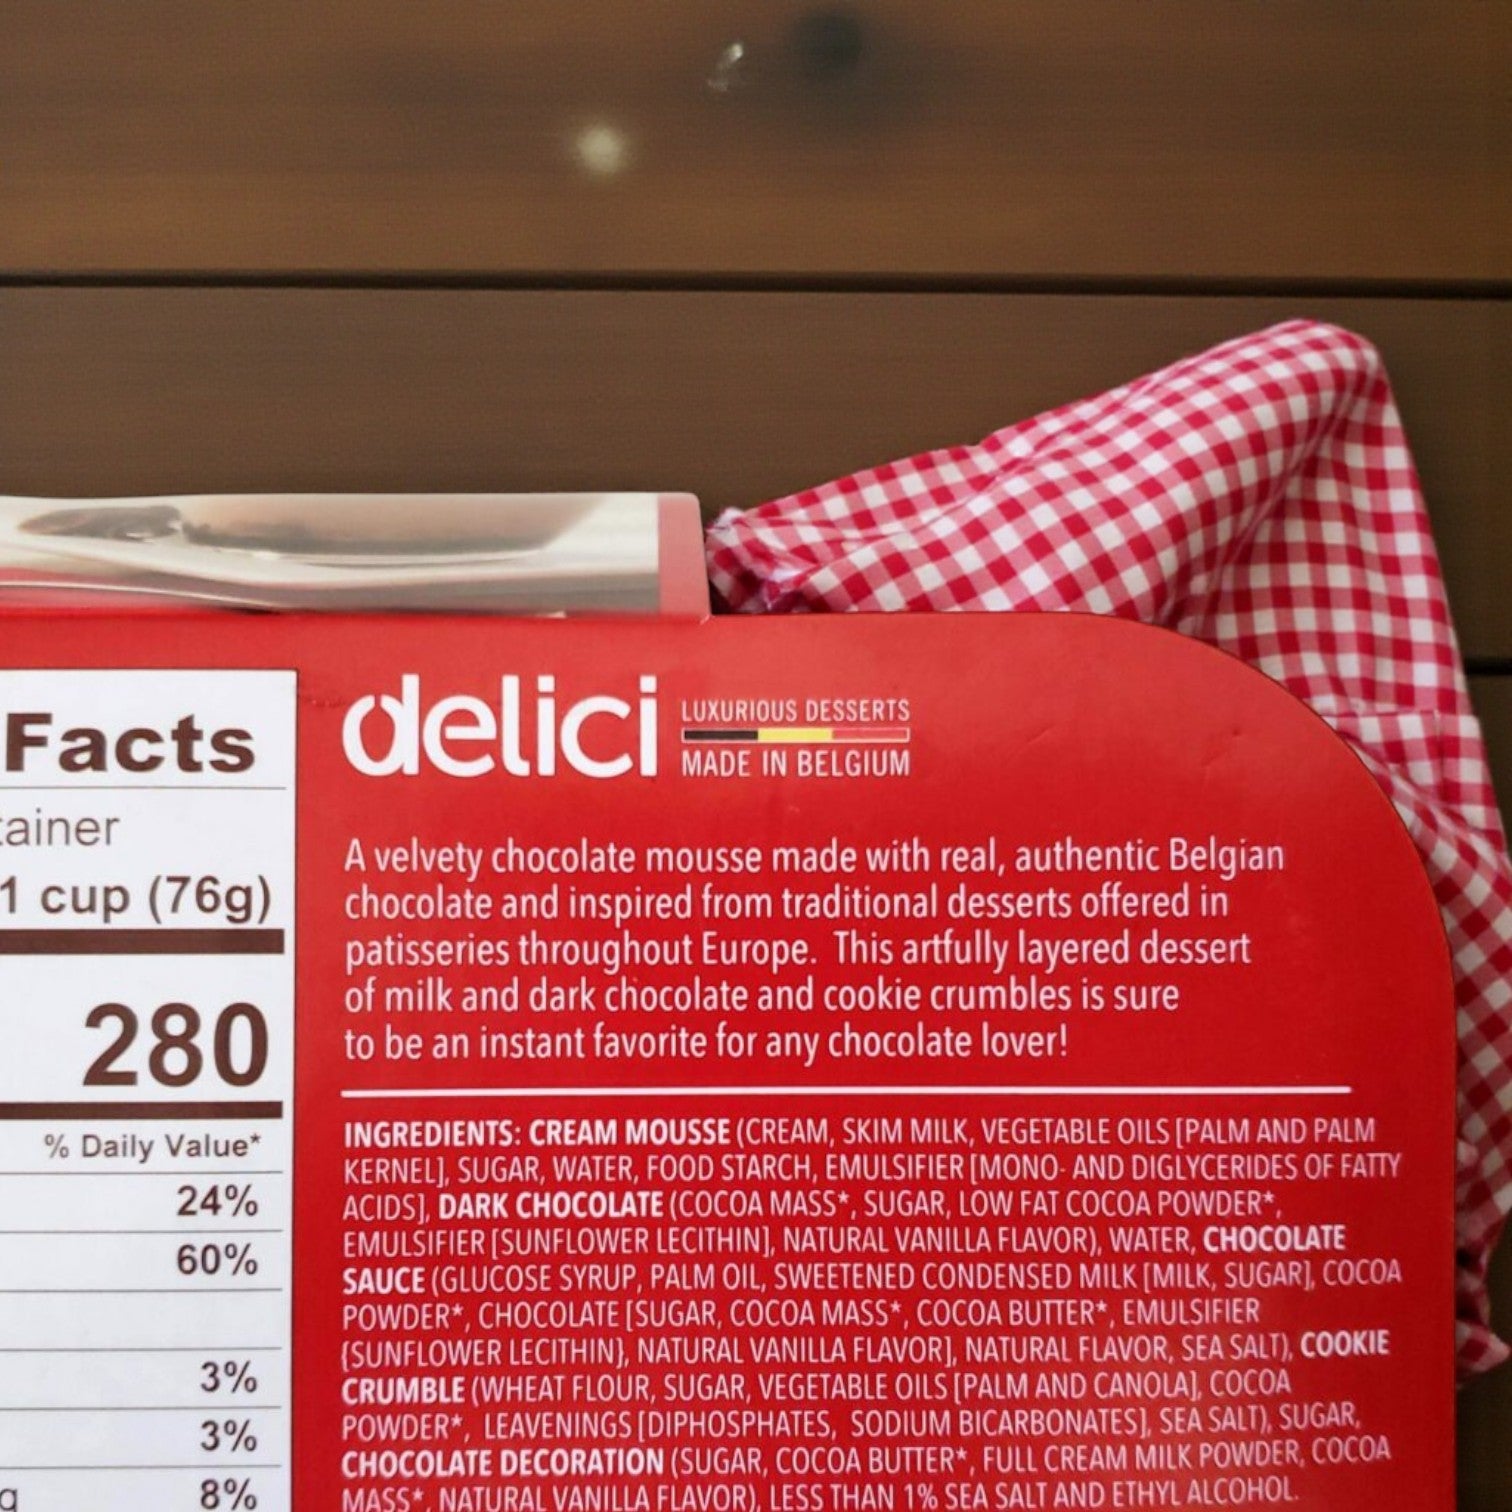 Facts
1 cup (76g)
280
% Daily Value*
24%
60%
3%
3%
8%
delici
LUXURIOUS DESSERTS
MADE IN BELGIUM
A velvety chocolate mousse made with real, authentic Belgian
chocolate and inspired from traditional desserts offered in
patisseries throughout Europe. This artfully layered dessert
of milk and dark chocolate and cookie crumbles is sure
to be an instant favorite for any chocolate lover!
INGREDIENTS: CREAM MOUSSE (CREAM, SKIM MILK, VEGETABLE OILS [PALM AND PALM
KERNEL], SUGAR, WATER, FOOD STARCH, EMULSIFIER [MONO- AND DIGLYCERIDES OF FATTY
ACIDS], DARK CHOCOLATE (COCOA MASS*, SUGAR, LOW FAT COCOA POWDER*,
EMULSIFIER [SUNFLOWER LECITHIN], NATURAL VANILLA FLAVOR), WATER, CHOCOLATE
SAUCE (GLUCOSE SYRUP, PALM OIL, SWEETENED CONDENSED MILK [MILK, SUGAR], COCOA
POWDER*, CHOCOLATE [SUGAR, COCOA MASS*, COCOA BUTTER*, EMULSIFIER
{SUNFLOWER LECITHIN}, NATURAL VANILLA FLAVOR], NATURAL FLAVOR, SEA SALT), COOKIE
CRUMBLE (WHEAT FLOUR, SUGAR, VEGETABLE OILS [PALM AND CANOLA], COCOA
POWDER*, LEAVENINGS [DIPHOSPHATES, SODIUM BICARBONATES], SEA SALT), SUGAR,
CHOCOLATE DECORATION (SUGAR, COCOA BUTTER*, FULL CREAM MILK POWDER, COCOA
MASS*, NATURAL VANILLA FLAVOR), LESS THAN 1% SEA SALT AND ETHYL ALCOHOL.